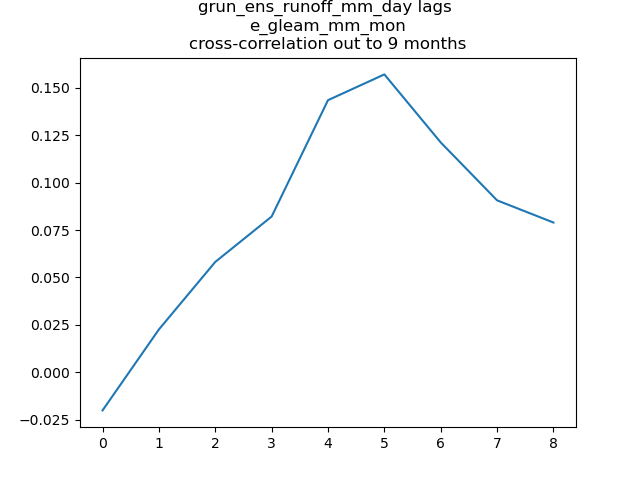 grun_ens_runoff_mm_day lags
e_gleam_mm_mon
cross-correlation out to 9 months
0.150
0.125
0.100
0.075
0.050
0.025
0.000
−0.025
0 1 2 3 4 5 6 7 8